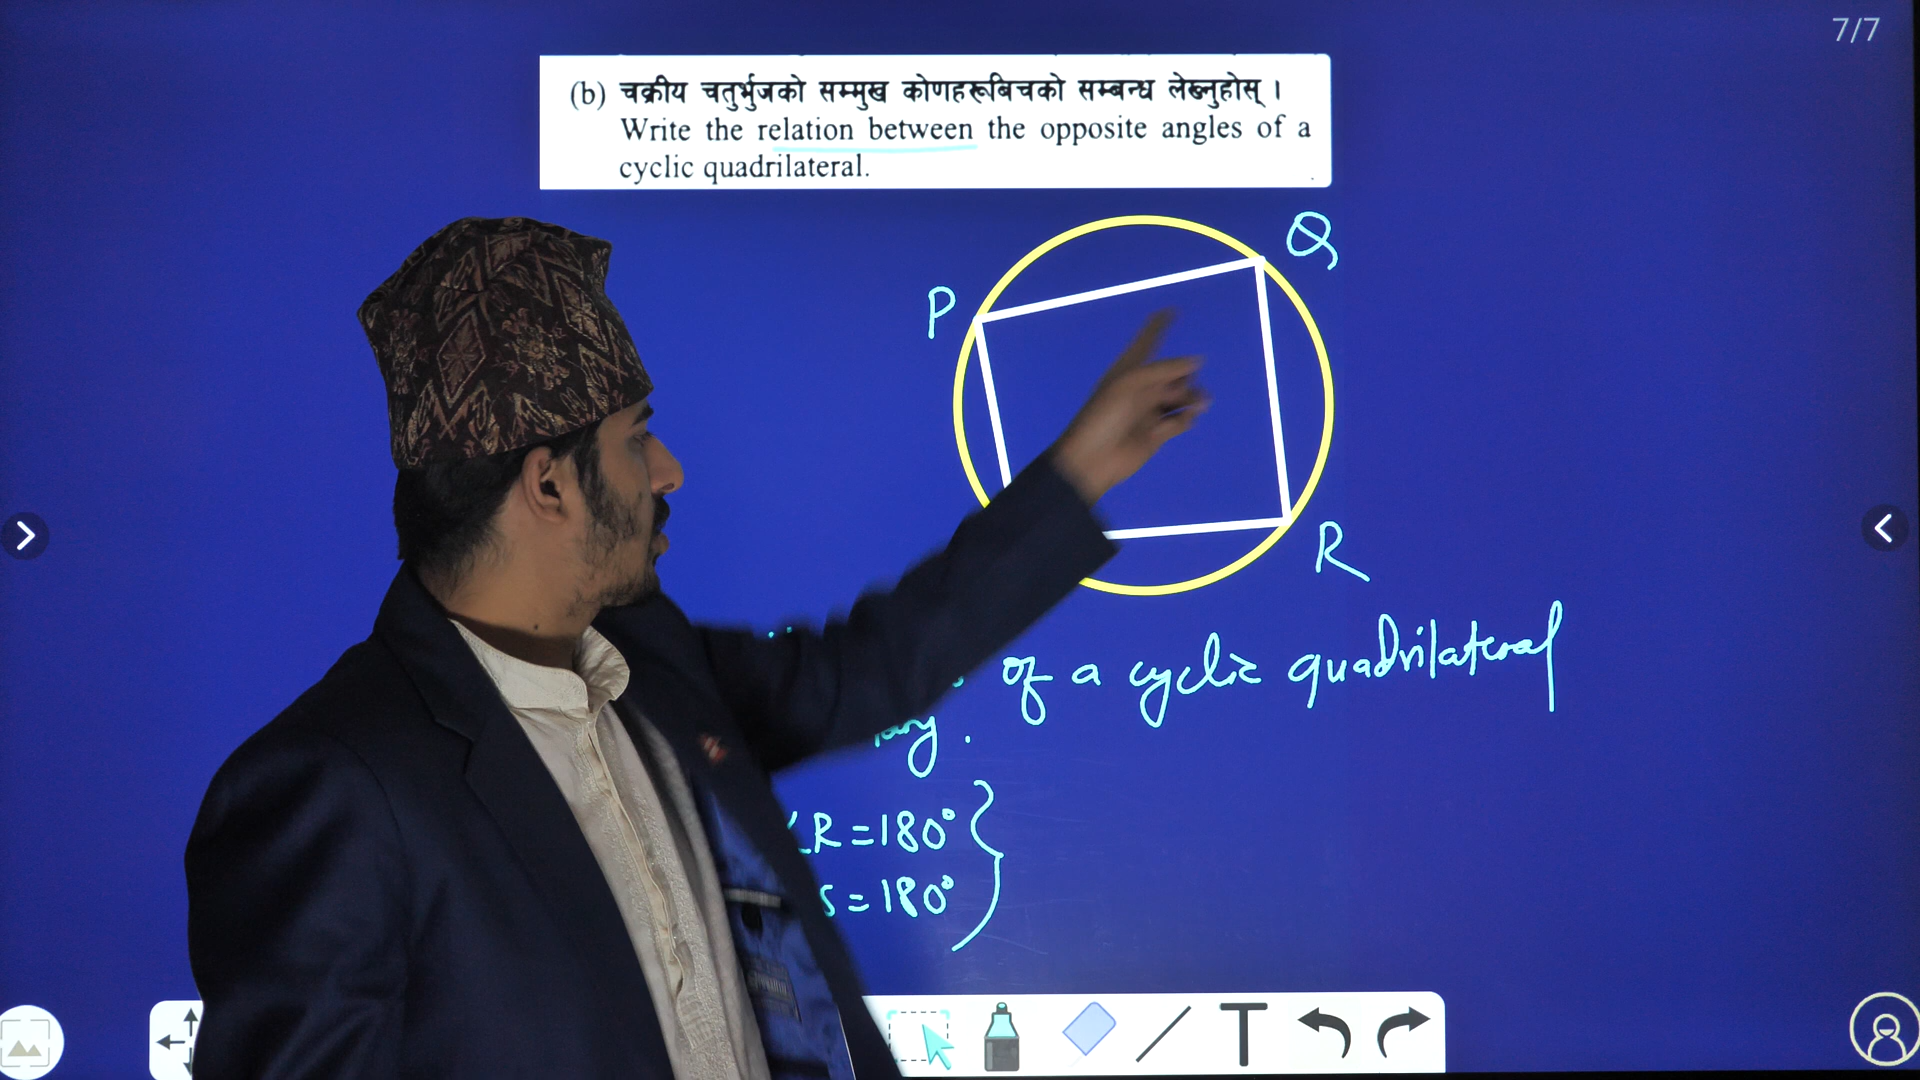 7/7
(b) चक्रीय चतुर्भुजको सम्मुख कोणहरूबिचको सम्बन्ध लेख्नुहोस् ।
Write the relation between the opposite angles of a
cyclic quadrilateral.
Q
P
R
of a cyclic quadrilateral
∠R = 180°
S = 180°
T